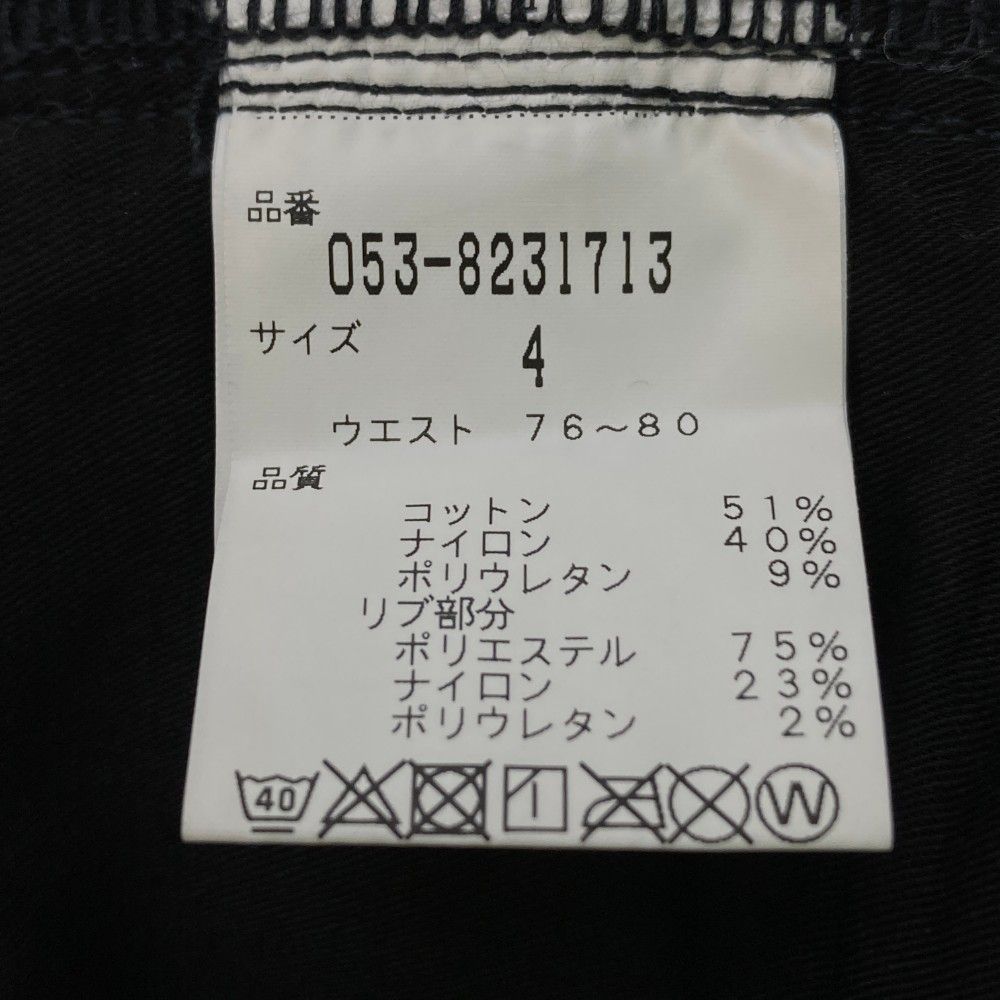 品番
053-8231713
サイズ 4
ウエスト 76~80
品質
コットン 51%
ナイロン 40%
ポリウレタン 9%
リブ部分
ポリエステル 75%
ナイロン 23%
ポリウレタン 2%
40 W